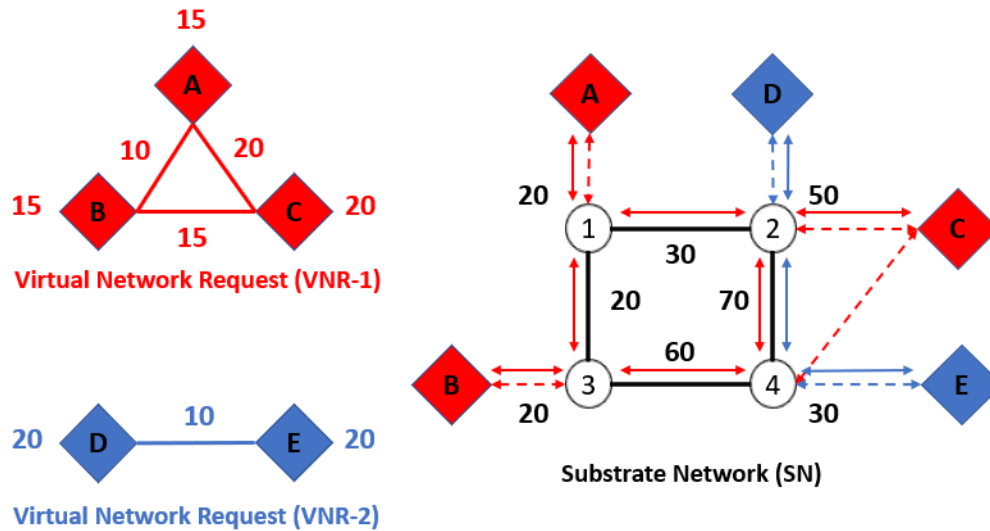 15
A
10
20
15
B
C
20
15
Virtual Network Request (VNR-1)
10
20
D
E
20
Virtual Network Request (VNR-2)
A
D
20
50
1
2
C
30
20
70
60
B
3
4
E
20
30
Substrate Network (SN)